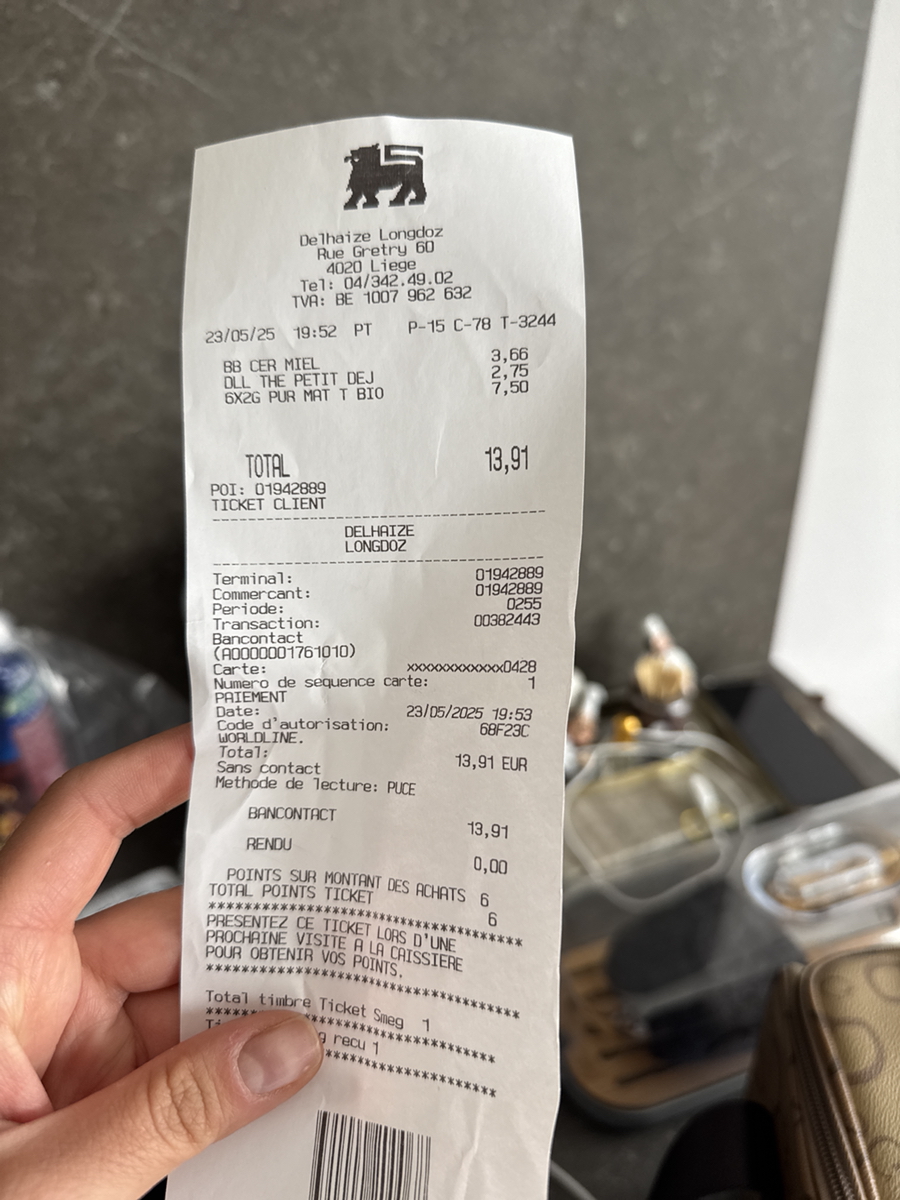 Delhaize Longdoz
Rue Gretry 60
4020 Liege
Tel: 04/342.49.02
TVA: BE 1007 962 632
23/05/25 19:52 PT P-15 C-78 T-3244
BB CER MIEL 3,66
DLL THE PETIT DEJ 2,75
6X2G PUR MAT T BIO 7,50
TOTAL 13,91
POI: 01942889
TICKET CLIENT
--------------------------------
DELHAIZE
LONGDOZ
--------------------------------
Terminal: 01942889
Commercant: 01942889
Periode: 0255
Transaction: 00382443
Bancontact
(A0000001761010)
Carte: xxxxxxxxxxxxx0428
Numero de sequence carte: 1
PAIEMENT
Date: 23/05/2025 19:53
Code d'autorisation: 68F23C
WORLDLINE.
Total: 13,91 EUR
Sans contact
Methode de lecture: PUCE
BANCONTACT 13,91
RENDU 0,00
POINTS SUR MONTANT DES ACHATS 6
TOTAL POINTS TICKET 6
**************************************
PRESENTEZ CE TICKET LORS D'UNE
PROCHAINE VISITE A LA CAISSIERE
POUR OBTENIR VOS POINTS.
**************************************
Total timbre Ticket Smeg 1
**************************************
recu 1
**********************